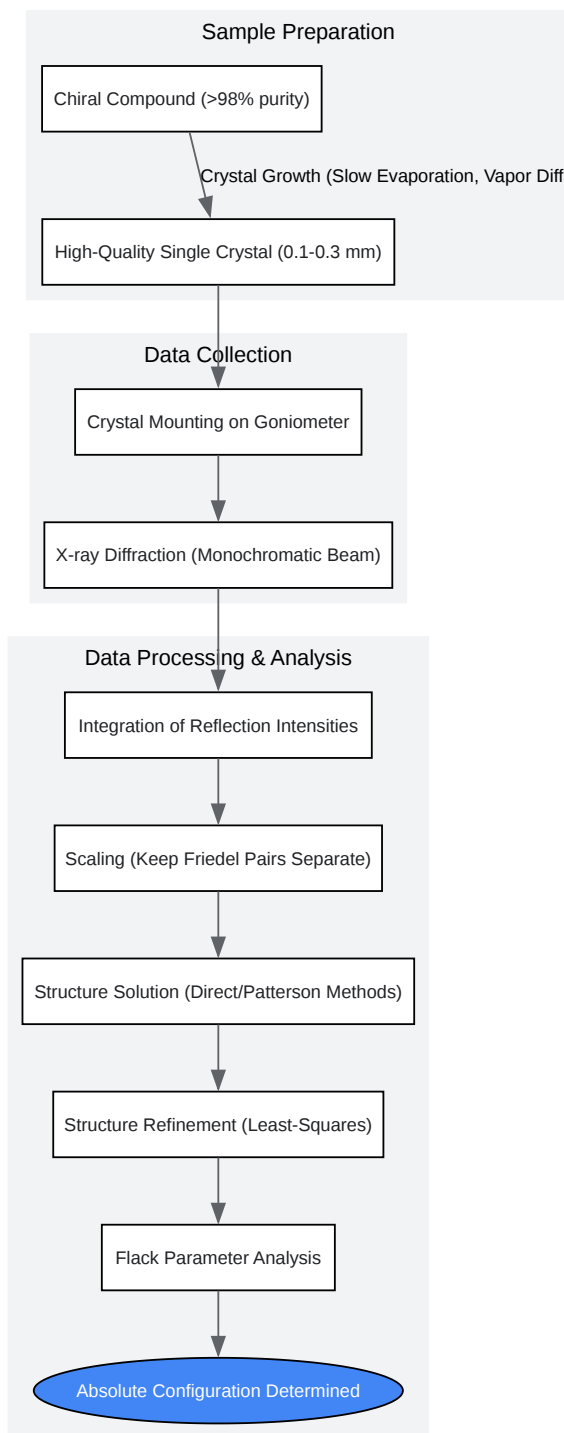 Sample Preparation
Chiral Compound (>98% purity)
Crystal Growth (Slow Evaporation, Vapor Diff
High-Quality Single Crystal (0.1-0.3 mm)
Data Collection
Crystal Mounting on Goniometer
X-ray Diffraction (Monochromatic Beam)
Data Processing & Analysis
Integration of Reflection Intensities
Scaling (Keep Friedel Pairs Separate)
Structure Solution (Direct/Patterson Methods)
Structure Refinement (Least-Squares)
Flack Parameter Analysis
Absolute Configuration Determined